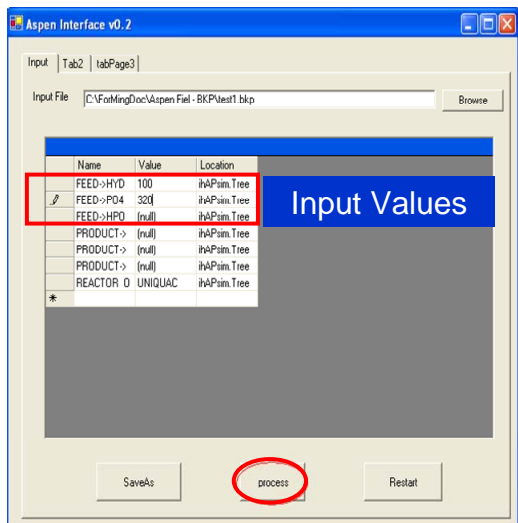 Aspen Interface v0.2
Input Tab2 tabPage3
Input File C:\ForMingDoc\Aspen Fiel - BKP\test1.bkp Browse
Name Value Location
FEED->HYD 100 ihAPsim.Tree
FEED->PO4 320 ihAPsim.Tree
FEED->HPO (null) ihAPsim.Tree
PRODUCT-> (null) ihAPsim.Tree
PRODUCT-> (null) ihAPsim.Tree
PRODUCT-> (null) ihAPsim.Tree
REACTOR O UNIQUAC ihAPsim.Tree
*
Input Values
SaveAs process Restart